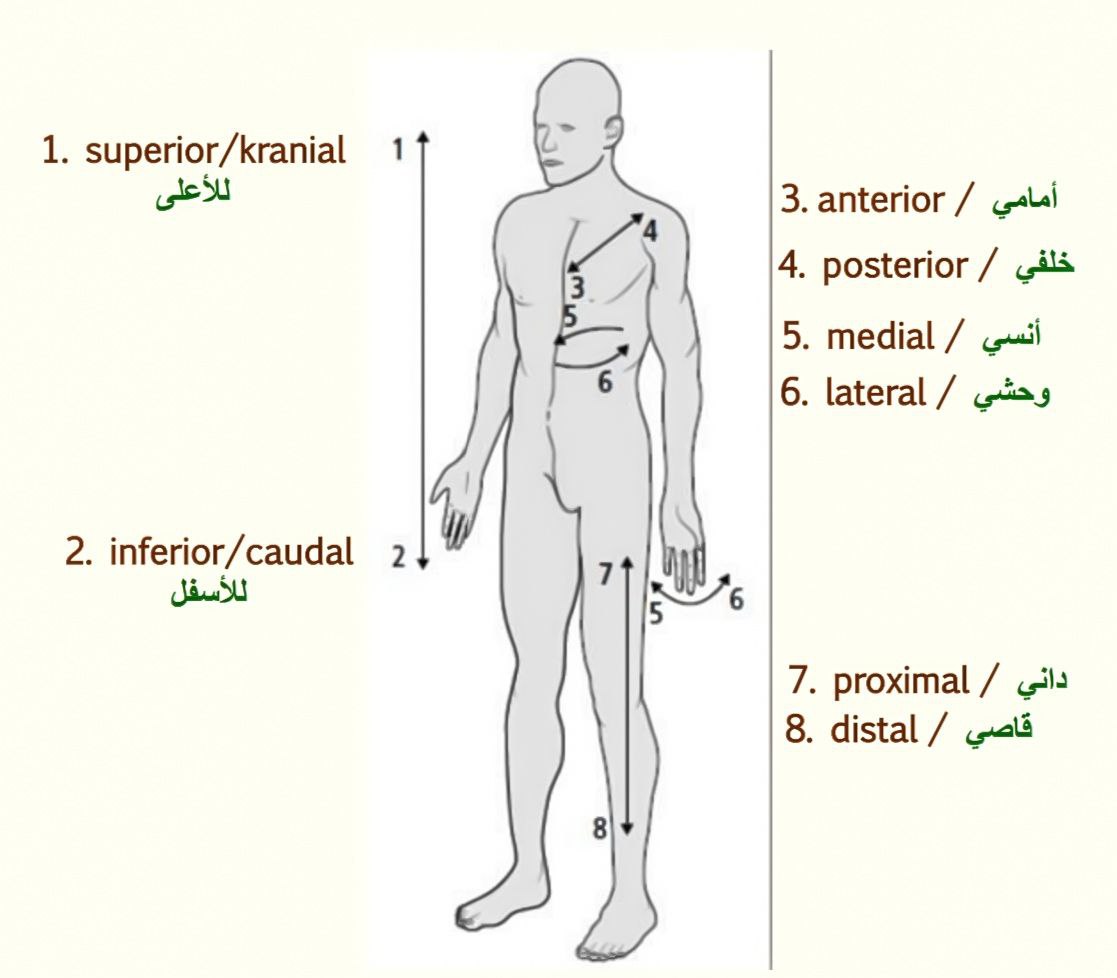 1. superior/kranial
للأعلى
2. inferior/caudal
للأسفل
1
2
4
3
5
6
7
5
6
8
3. anterior / أمامي
4. posterior / خلفي
5. medial / أنسي
6. lateral / وحشي
7. proximal / داني
8. distal / قاصي